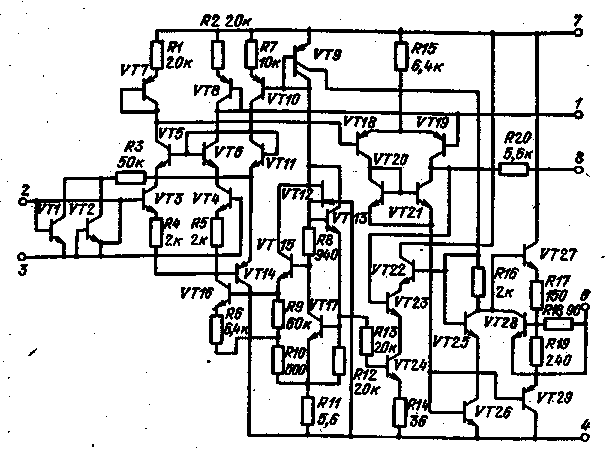 R2 20к
7
R1
20к
R7
10к
VT9
R15
6,4к
VT7
VT8
VT10
1
VT18
VT19
VT5
R3
50к
VT6
VT11
VT20
R20
5,6к
8
2
VT1
VT2
VT3
VT4
VT12
VT13
VT21
R4
2к
R5
2к
VT15
R8
940
3
VT14
VT22
VT27
VT16
VT23
R16
2к
R17
150
6
R6
6,4к
R9
60к
VT17
R13
20к
VT28
R18 90
VT25
R19
240
R10
500
R12
20к
VT24
R11
5,6
R14
36
VT26
VT29
4